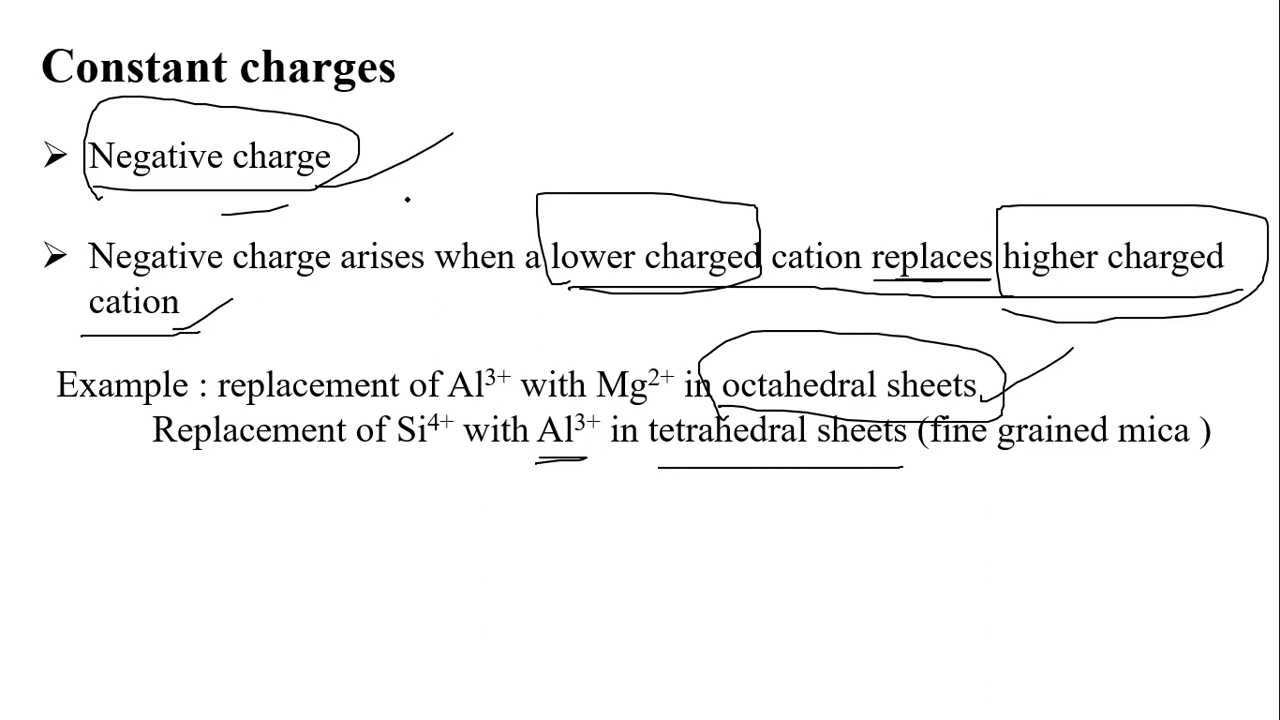 Constant charges
➢ Negative charge
➢ Negative charge arises when a lower charged cation replaces higher charged
cation
Example : replacement of Al³⁺ with Mg²⁺ in octahedral sheets,
Replacement of Si⁴⁺ with Al³⁺ in tetrahedral sheets (fine grained mica )